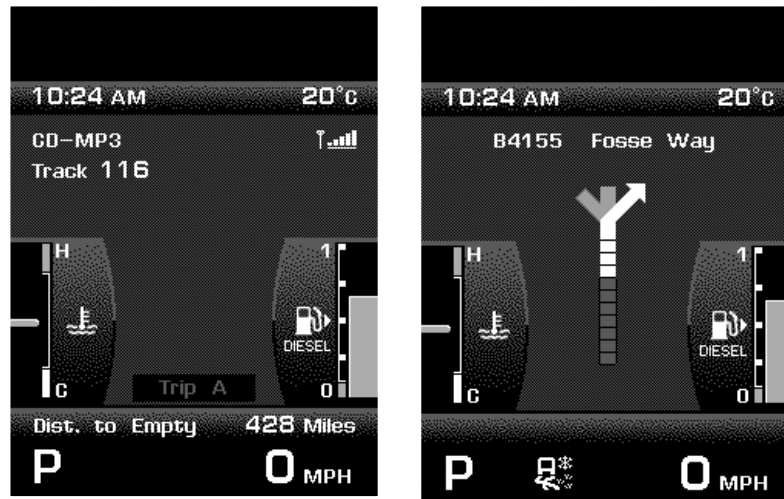 10:24 AM 20°C
CD-MP3
Track 116
H 1
DIESEL
C Trip A 0
Dist. to Empty 428 Miles
P 0 MPH
10:24 AM 20°C
B4155 Fosse Way
H 1
DIESEL
C 0
P 0 MPH